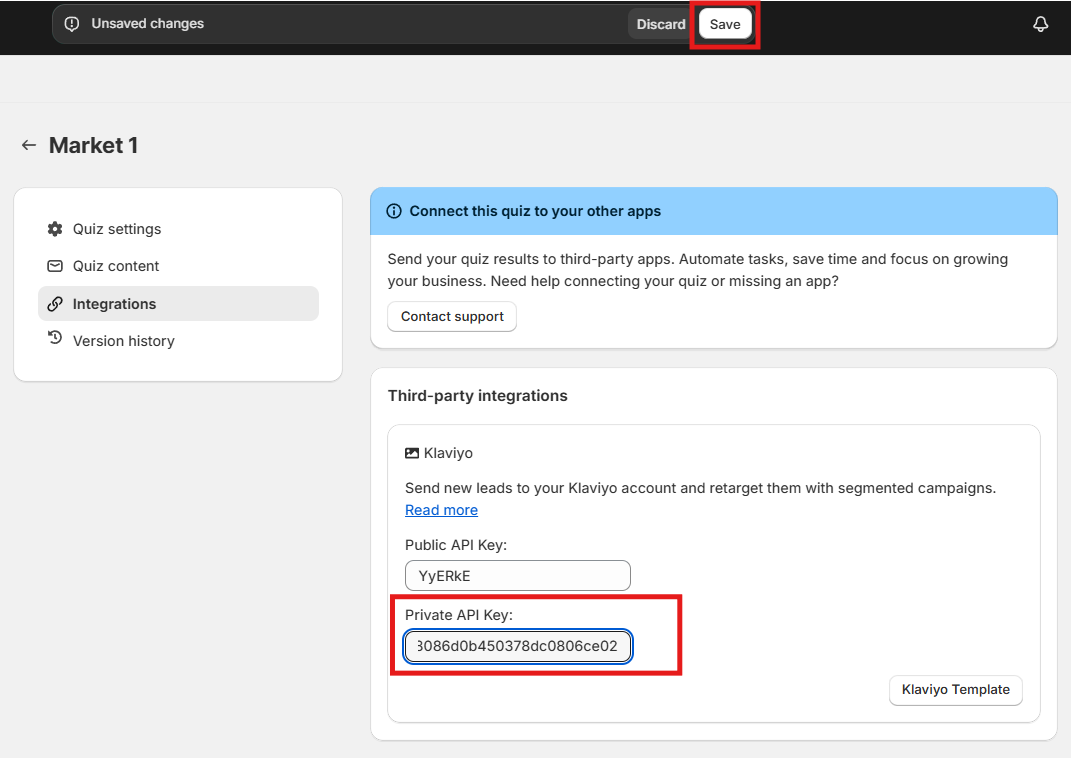 Unsaved changes
Discard
Save
Market 1
Quiz settings
Quiz content
Integrations
Version history
Connect this quiz to your other apps
Send your quiz results to third-party apps. Automate tasks, save time and focus on growing
your business. Need help connecting your quiz or missing an app?
Contact support
Third-party integrations
Klaviyo
Send new leads to your Klaviyo account and retarget them with segmented campaigns.
Read more
Public API Key:
YyERkE
Private API Key:
3086d0b450378dc0806ce02
Klaviyo Template